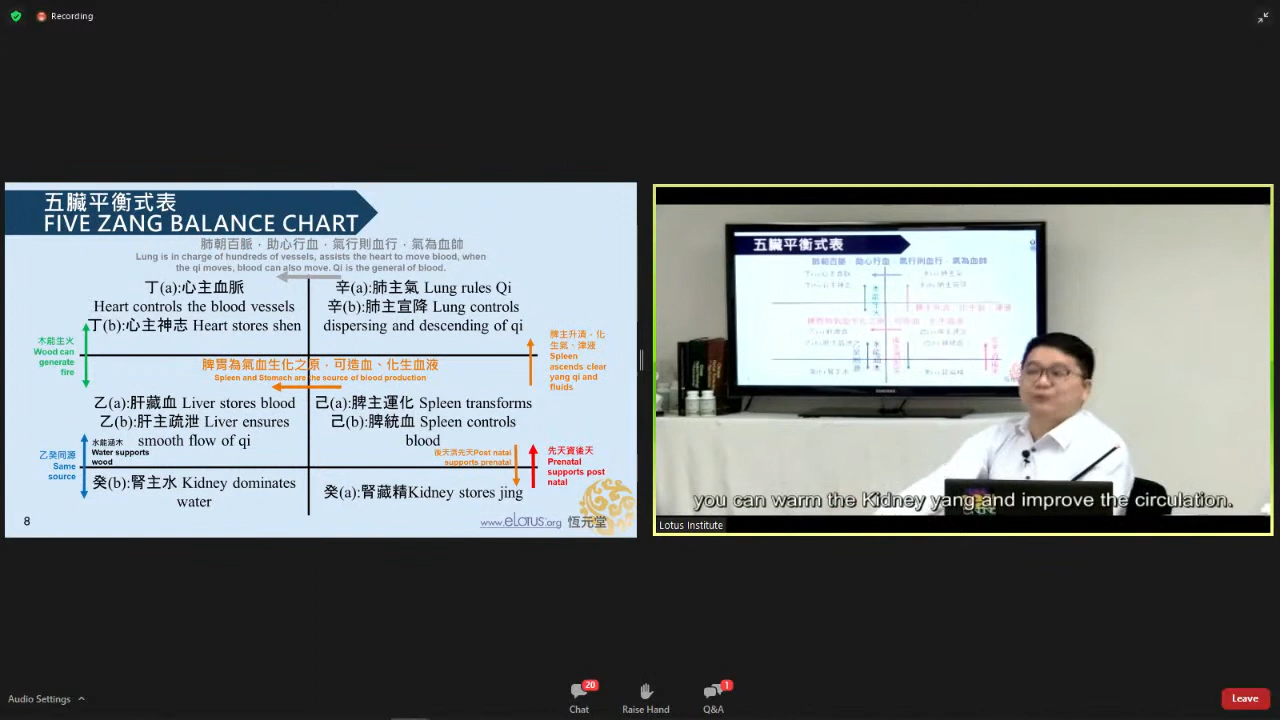 Recording
五臟平衡式表
FIVE ZANG BALANCE CHART
肺朝百脈，助心行血，氣行則血行，氣為血帥
Lung is in charge of hundreds of vessels, assists the heart to move blood, when
the qi moves, blood can also move. Qi is the general of blood.
丁(a):心主血脈
Heart controls the blood vessels
丁(b):心主神志 Heart stores shen
辛(a):肺主氣 Lung rules Qi
辛(b):肺主宣降 Lung controls
dispersing and descending of qi
木能生火
Wood can
generate
fire
脾主升清，化
生氣、津液
Spleen
ascends clear
yang qi and
fluids
脾胃為氣血生化之原，可造血、化生血液
Spleen and Stomach are the source of blood production
乙(a):肝藏血 Liver stores blood
乙(b):肝主疏泄 Liver ensures
smooth flow of qi
己(a):脾主運化 Spleen transforms
己(b):脾統血 Spleen controls
blood
乙癸同源
Same
source
水能涵木
Water supports
wood
後天濟先天Post natal
supports prenatal
先天資後天
Prenatal
supports post
natal
癸(b):腎主水 Kidney dominates
water
癸(a):腎藏精Kidney stores jing
8
www.eLotus.org 恆元堂
五臟平衡式表
you can warm the Kidney yang and improve the circulation.
Lotus Institute
Audio Settings
20
Chat
Raise Hand
1
Q&A
Leave